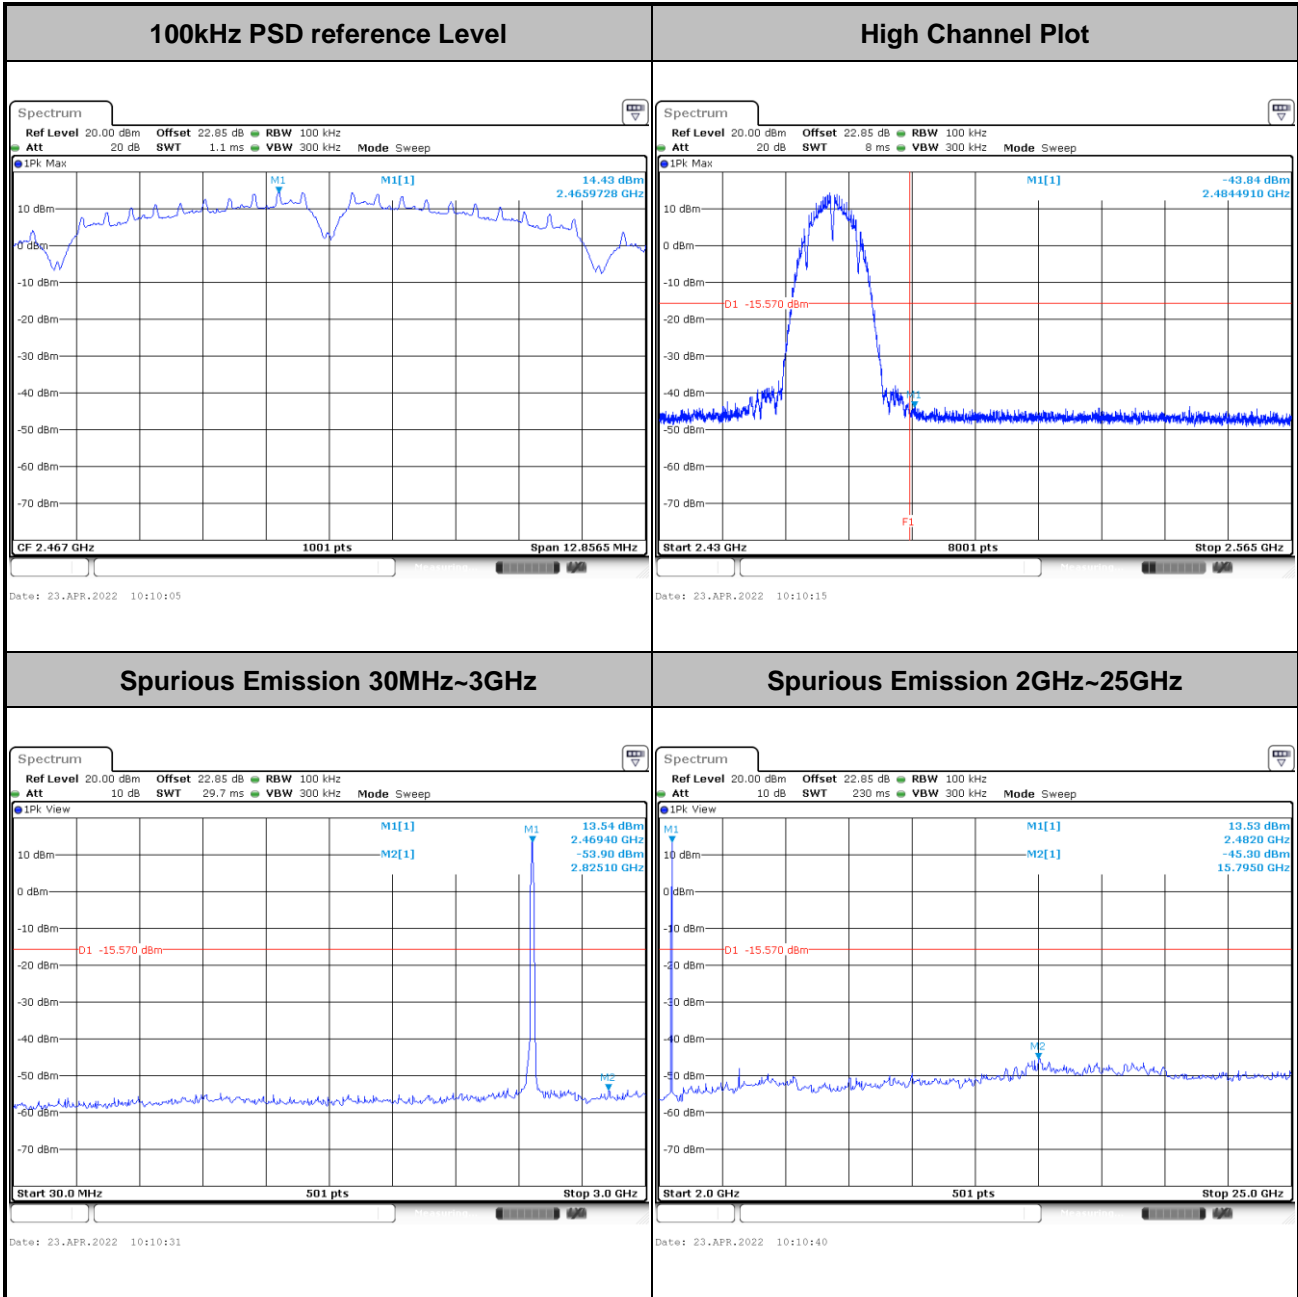 100kHz PSD reference Level
Spectrum
Ref Level 20.00 dBm Offset 22.85 dB RBW 100 kHz
Att 20 dB SWT 1.1 ms VBW 300 kHz Mode Sweep
1Pk Max
M1
M1[1] 14.43 dBm
2.4659728 GHz
10 dBm
0 dBm
-10 dBm
-20 dBm
-30 dBm
-40 dBm
-50 dBm
-60 dBm
-70 dBm
CF 2.467 GHz 1001 pts Span 12.8565 MHz
Measuring...
Date: 23.APR.2022 10:10:05
High Channel Plot
Spectrum
Ref Level 20.00 dBm Offset 22.85 dB RBW 100 kHz
Att 20 dB SWT 8 ms VBW 300 kHz Mode Sweep
1Pk Max
M1[1] -43.84 dBm
2.4844910 GHz
10 dBm
0 dBm
-10 dBm
D1 -15.570 dBm
-20 dBm
-30 dBm
-40 dBm
M1
-50 dBm
-60 dBm
-70 dBm
F1
Start 2.43 GHz 8001 pts Stop 2.565 GHz
Measuring...
Date: 23.APR.2022 10:10:15
Spurious Emission 30MHz~3GHz
Spectrum
Ref Level 20.00 dBm Offset 22.85 dB RBW 100 kHz
Att 10 dB SWT 29.7 ms VBW 300 kHz Mode Sweep
1Pk View
M1[1] 13.54 dBm
M1
2.46940 GHz
10 dBm
M2[1] -53.90 dBm
2.82510 GHz
0 dBm
-10 dBm
D1 -15.570 dBm
-20 dBm
-30 dBm
-40 dBm
-50 dBm
M2
-60 dBm
-70 dBm
Start 30.0 MHz 501 pts Stop 3.0 GHz
Measuring...
Date: 23.APR.2022 10:10:31
Spurious Emission 2GHz~25GHz
Spectrum
Ref Level 20.00 dBm Offset 22.85 dB RBW 100 kHz
Att 10 dB SWT 230 ms VBW 300 kHz Mode Sweep
1Pk View
M1
M1[1] 13.53 dBm
2.4820 GHz
10 dBm
M2[1] -45.30 dBm
15.7950 GHz
0 dBm
-10 dBm
D1 -15.570 dBm
-20 dBm
-30 dBm
-40 dBm
M2
-50 dBm
-60 dBm
-70 dBm
Start 2.0 GHz 501 pts Stop 25.0 GHz
Measuring...
Date: 23.APR.2022 10:10:40